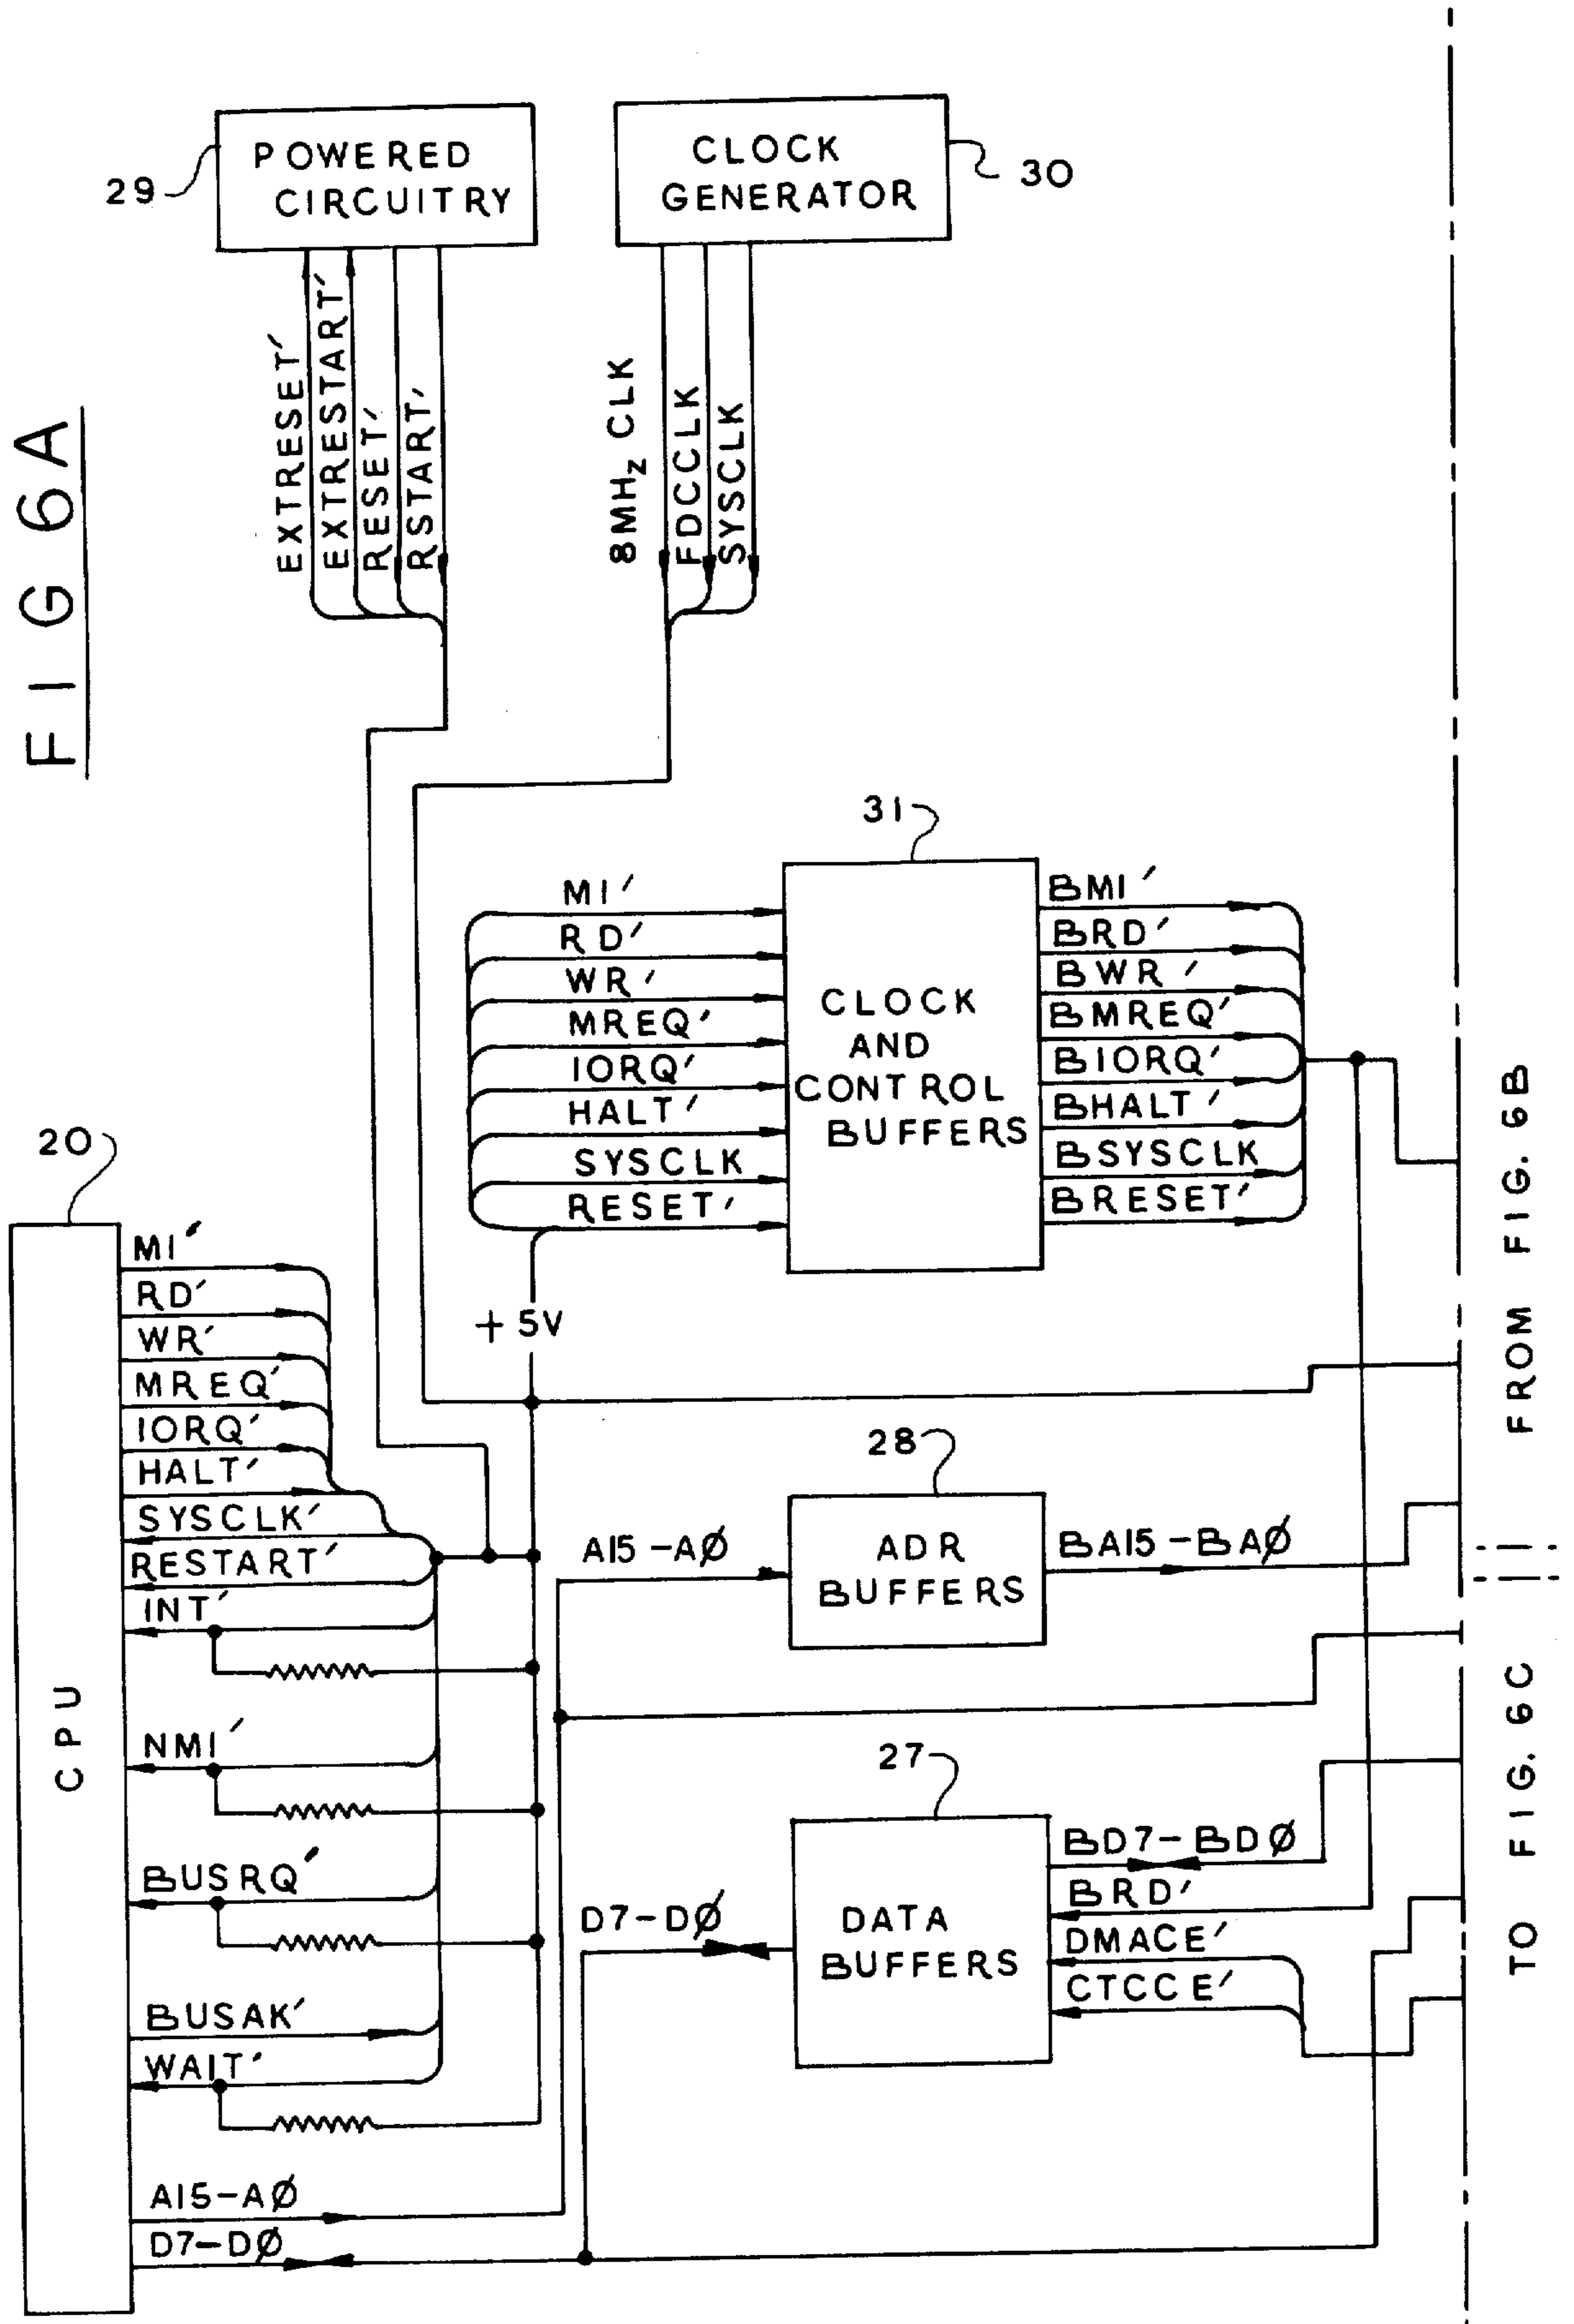 FIG 6A
29
POWERED
CIRCUITRY
CLOCK
GENERATOR
30
EXTRESET'
EXTRESTART'
RESET'
RSTART'
8MHz CLK
FDCCLK
SYSCLK
31
MI'
RD'
WR'
MREQ'
IORQ'
HALT'
SYSCLK
RESET'
CLOCK
AND
CONTROL
BUFFERS
BMI'
BRD'
BWR'
BMREQ'
BIORQ'
BHALT'
BSYSCLK
BRESET'
+5V
20
CPU
MI'
RD'
WR'
MREQ'
IORQ'
HALT'
SYSCLK'
RESTART'
INT'
NMI'
BUSRQ'
BUSAK'
WAIT'
A15-AØ
D7-DØ
28
A15-AØ
ADR
BUFFERS
BA15-BAØ
27
D7-DØ
DATA
BUFFERS
BD7-BDØ
BRD'
DMACE'
CTCCE'
FROM FIG. 6B
TO FIG. 6C